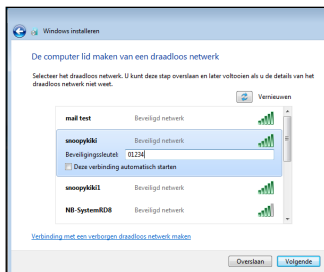 Windows installeren
De computer lid maken van een draadloos netwerk
Selecteer het draadloos netwerk. U kunt deze stap overslaan en later voltooien als u de details van het
draadloos netwerk niet weet.
Vernieuwen
mail test Beveiligd netwerk
snoopykiki Beveiligd netwerk
Beveiligingssleutel: 01234
Deze verbinding automatisch starten
snoopykiki1 Beveiligd netwerk
NB-SystemRD8 Beveiligd netwerk
Verbinding met een verborgen draadloos netwerk maken
Overslaan Volgende